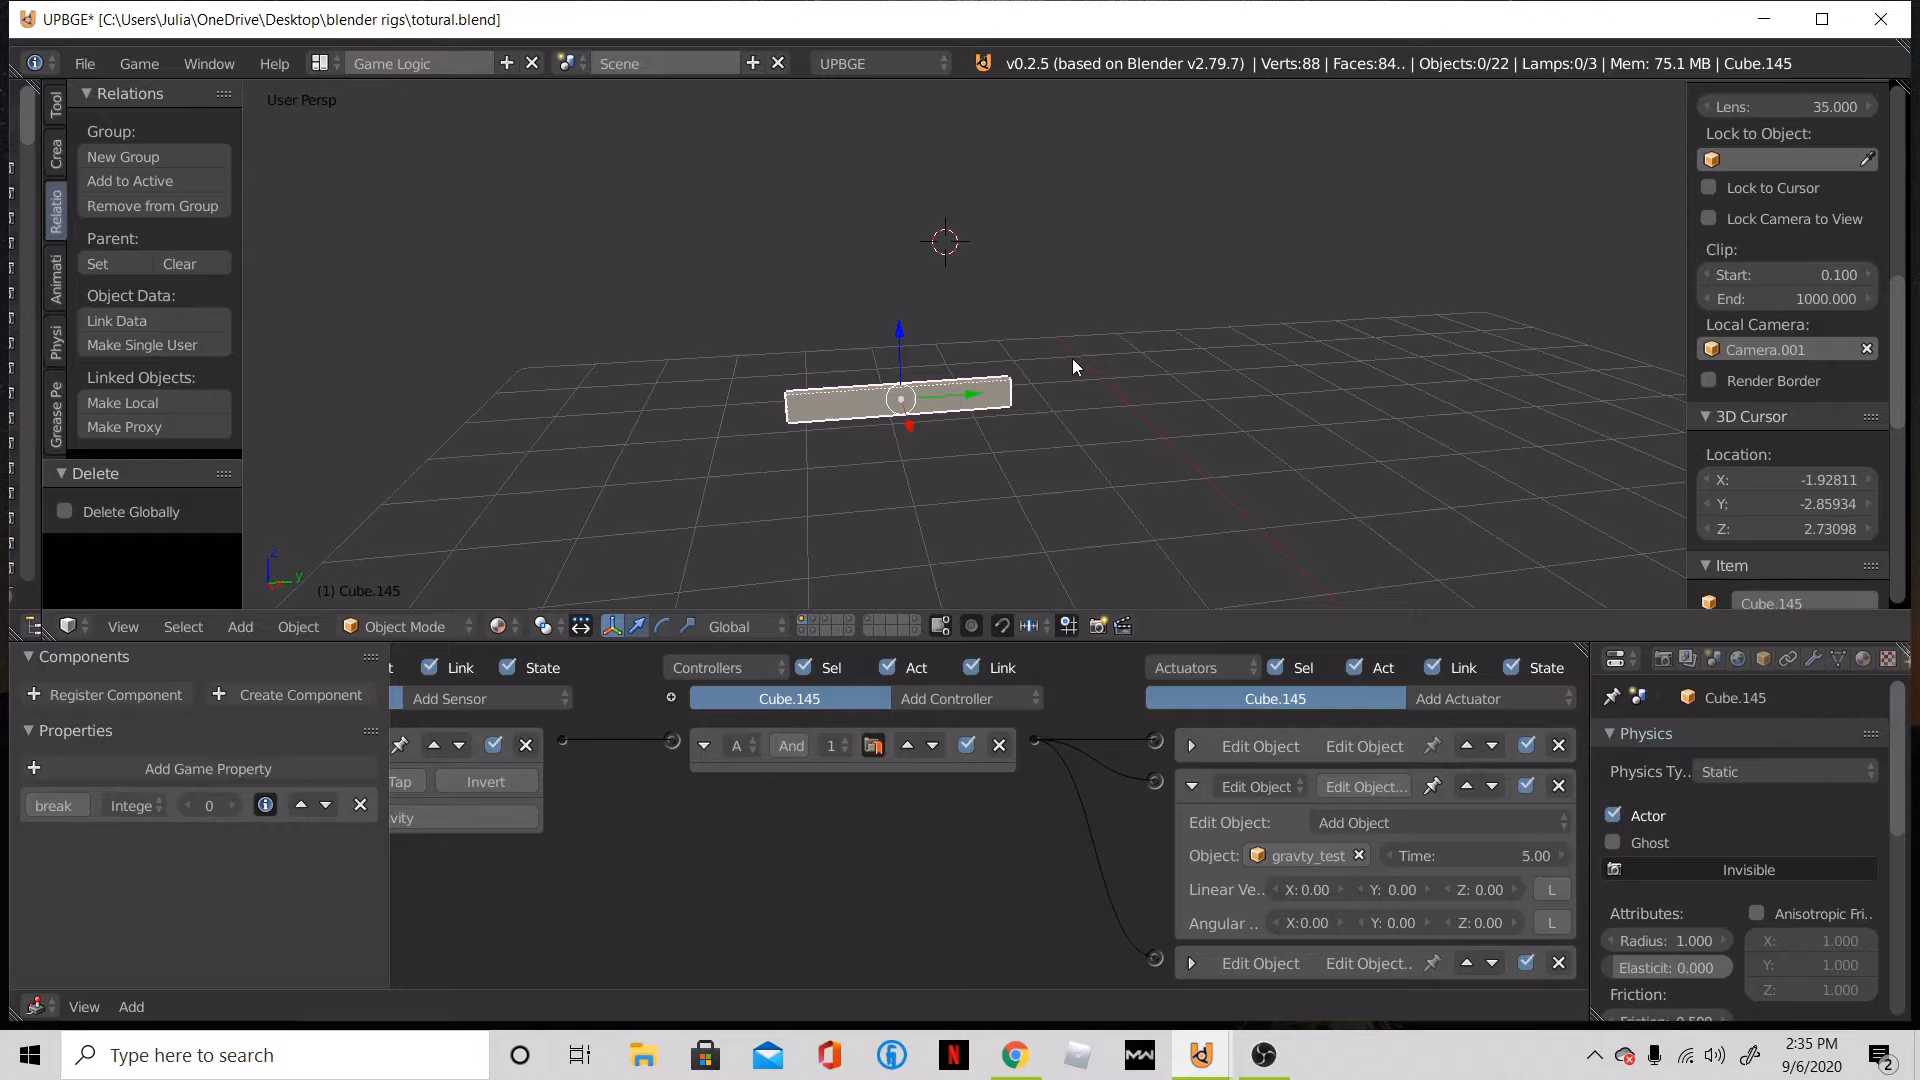 UPBGE* [C:\Users\Julia\OneDrive\Desktop\blender rigs\totural.blend]
File Game Window Help Game Logic Scene UPBGE v0.2.5 (based on Blender v2.79.7) | Verts:88 | Faces:84.. | Objects:0/22 | Lamps:0/3 | Mem: 75.1 MB | Cube.145
Tool
Crea
Relatio
Animati
Physi
Grease Pe
Relations
Group:
New Group
Add to Active
Remove from Group
Parent:
Set Clear
Object Data:
Link Data
Make Single User
Linked Objects:
Make Local
Make Proxy
Delete
Delete Globally
User Persp
z
y
(1) Cube.145
Lens: 35.000
Lock to Object:
Lock to Cursor
Lock Camera to View
Clip:
Start: 0.100
End: 1000.000
Local Camera:
Camera.001
Render Border
3D Cursor
Location:
X: -1.92811
Y: -2.85934
Z: 2.73098
Item
Cube.145
View Select Add Object Object Mode Global
Components
Register Component Create Component
Properties
Add Game Property
break Intege 0
t Link State
Add Sensor
Tap Invert
vity
Controllers Sel Act Link
Cube.145 Add Controller
A And 1
Actuators Sel Act Link State
Cube.145 Add Actuator
Edit Object Edit Object
Edit Object Edit Object...
Edit Object: Add Object
Object: gravty_test Time: 5.00
Linear Ve.. X: 0.00 Y: 0.00 Z: 0.00 L
Angular .. X:0.00 Y: 0.00 Z: 0.00 L
Edit Object Edit Object..
Cube.145
Physics
Physics Ty.. Static
Actor
Ghost
Invisible
Attributes: Anisotropic Fri..
Radius: 1.000 X: 1.000
Elasticit: 0.000 Y: 1.000
Z: 1.000
Friction:
Friction: 0.500
View Add
Type here to search
2:35 PM
9/6/2020
2